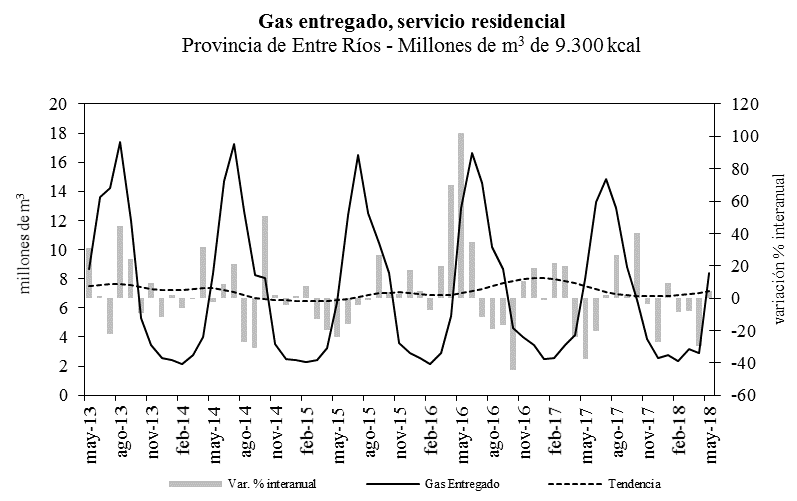 Gas entregado, servicio residencial
Provincia de Entre Ríos - Millones de m³ de 9.300 kcal
millones de m³
20
18
16
14
12
10
8
6
4
2
0
120
100
80
60
40
20
0
-20
-40
-60
variación % interanual
may-13
ago-13
nov-13
feb-14
may-14
ago-14
nov-14
feb-15
may-15
ago-15
nov-15
feb-16
may-16
ago-16
nov-16
feb-17
may-17
ago-17
nov-17
feb-18
may-18
Var. % interanual Gas Entregado Tendencia